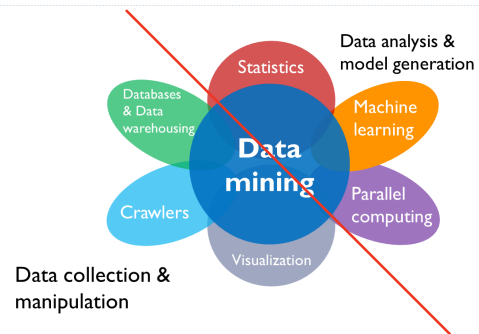 Data analysis &
model generation
Statistics
Databases
& Data
warehousing
Machine
learning
Data
mining
Crawlers
Parallel
computing
Visualization
Data collection &
manipulation